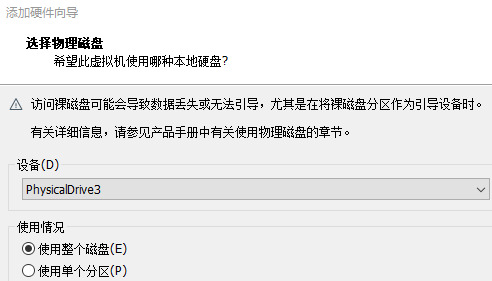 添加硬件向导
选择物理磁盘
希望此虚拟机使用哪种本地硬盘?
访问裸磁盘可能会导致数据丢失或无法引导，尤其是在将裸磁盘分区作为引导设备时。
有关详细信息，请参见产品手册中有关使用物理磁盘的章节。
设备(D)
PhysicalDrive3
使用情况
使用整个磁盘(E)
使用单个分区(P)